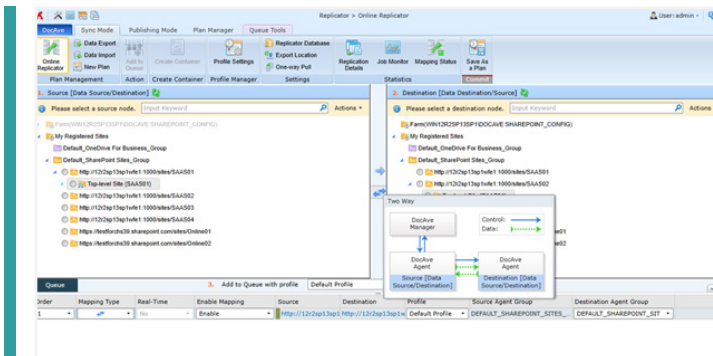 Replicator > Online Replicator
User: admin
DocAve Sync Mode Publishing Mode Plan Manager Queue Tools
Online Replicator
Data Export
Data Import
New Plan
Add to Queue
Create Container
Profile Settings
Replicator Database
Export Location
One-way Pull
Replication Details
Job Monitor
Mapping Status
Save As a Plan
Plan Management Action Create Container Profile Manager Settings Statistics Commit
1. Source [Data Source/Destination]
Please select a source node. Input Keyword Actions
Farm(WIN12R2SP13SP1\DOCAVE:SHAREPOINT_CONFIG)
My Registered Sites
Default_OneDrive For Business_Group
Default_SharePoint Sites_Group
http://12r2sp13sp1wfe1:1000/sites/SAAS01
Top-level Site (SAAS01)
http://12r2sp13sp1wfe1:1000/sites/SAAS02
http://12r2sp13sp1wfe1:1000/sites/SAAS03
http://12r2sp13sp1wfe1:1000/sites/SAAS04
https://testforchs39.sharepoint.com/sites/Online01
https://testforchs39.sharepoint.com/sites/Online02
2. Destination [Data Destination/Source]
Please select a destination node. Input Keyword Actions
Farm(WIN12R2SP13SP1\DOCAVE:SHAREPOINT_CONFIG)
My Registered Sites
Default_OneDrive For Business_Group
Default_SharePoint Sites_Group
http://12r2sp13sp1wfe1:1000/sites/SAAS01
http://12r2sp13sp1wfe1:1000/sites/SAAS02
Two Way
DocAve Manager
Control:
Data:
DocAve Agent
DocAve Agent
Source [Data Source/Destination]
Destination [Data Source/Destination]
Queue
3. Add to Queue with profile Default Profile
Order Mapping Type Real-Time Enable Mapping Source Destination Profile Source Agent Group Destination Agent Group
1 No Enable http://12r2sp13sp1 http://12r2sp13sp1w Default Profile DEFAULT_SHAREPOINT_SITES_... DEFAULT_SHAREPOINT_SIT